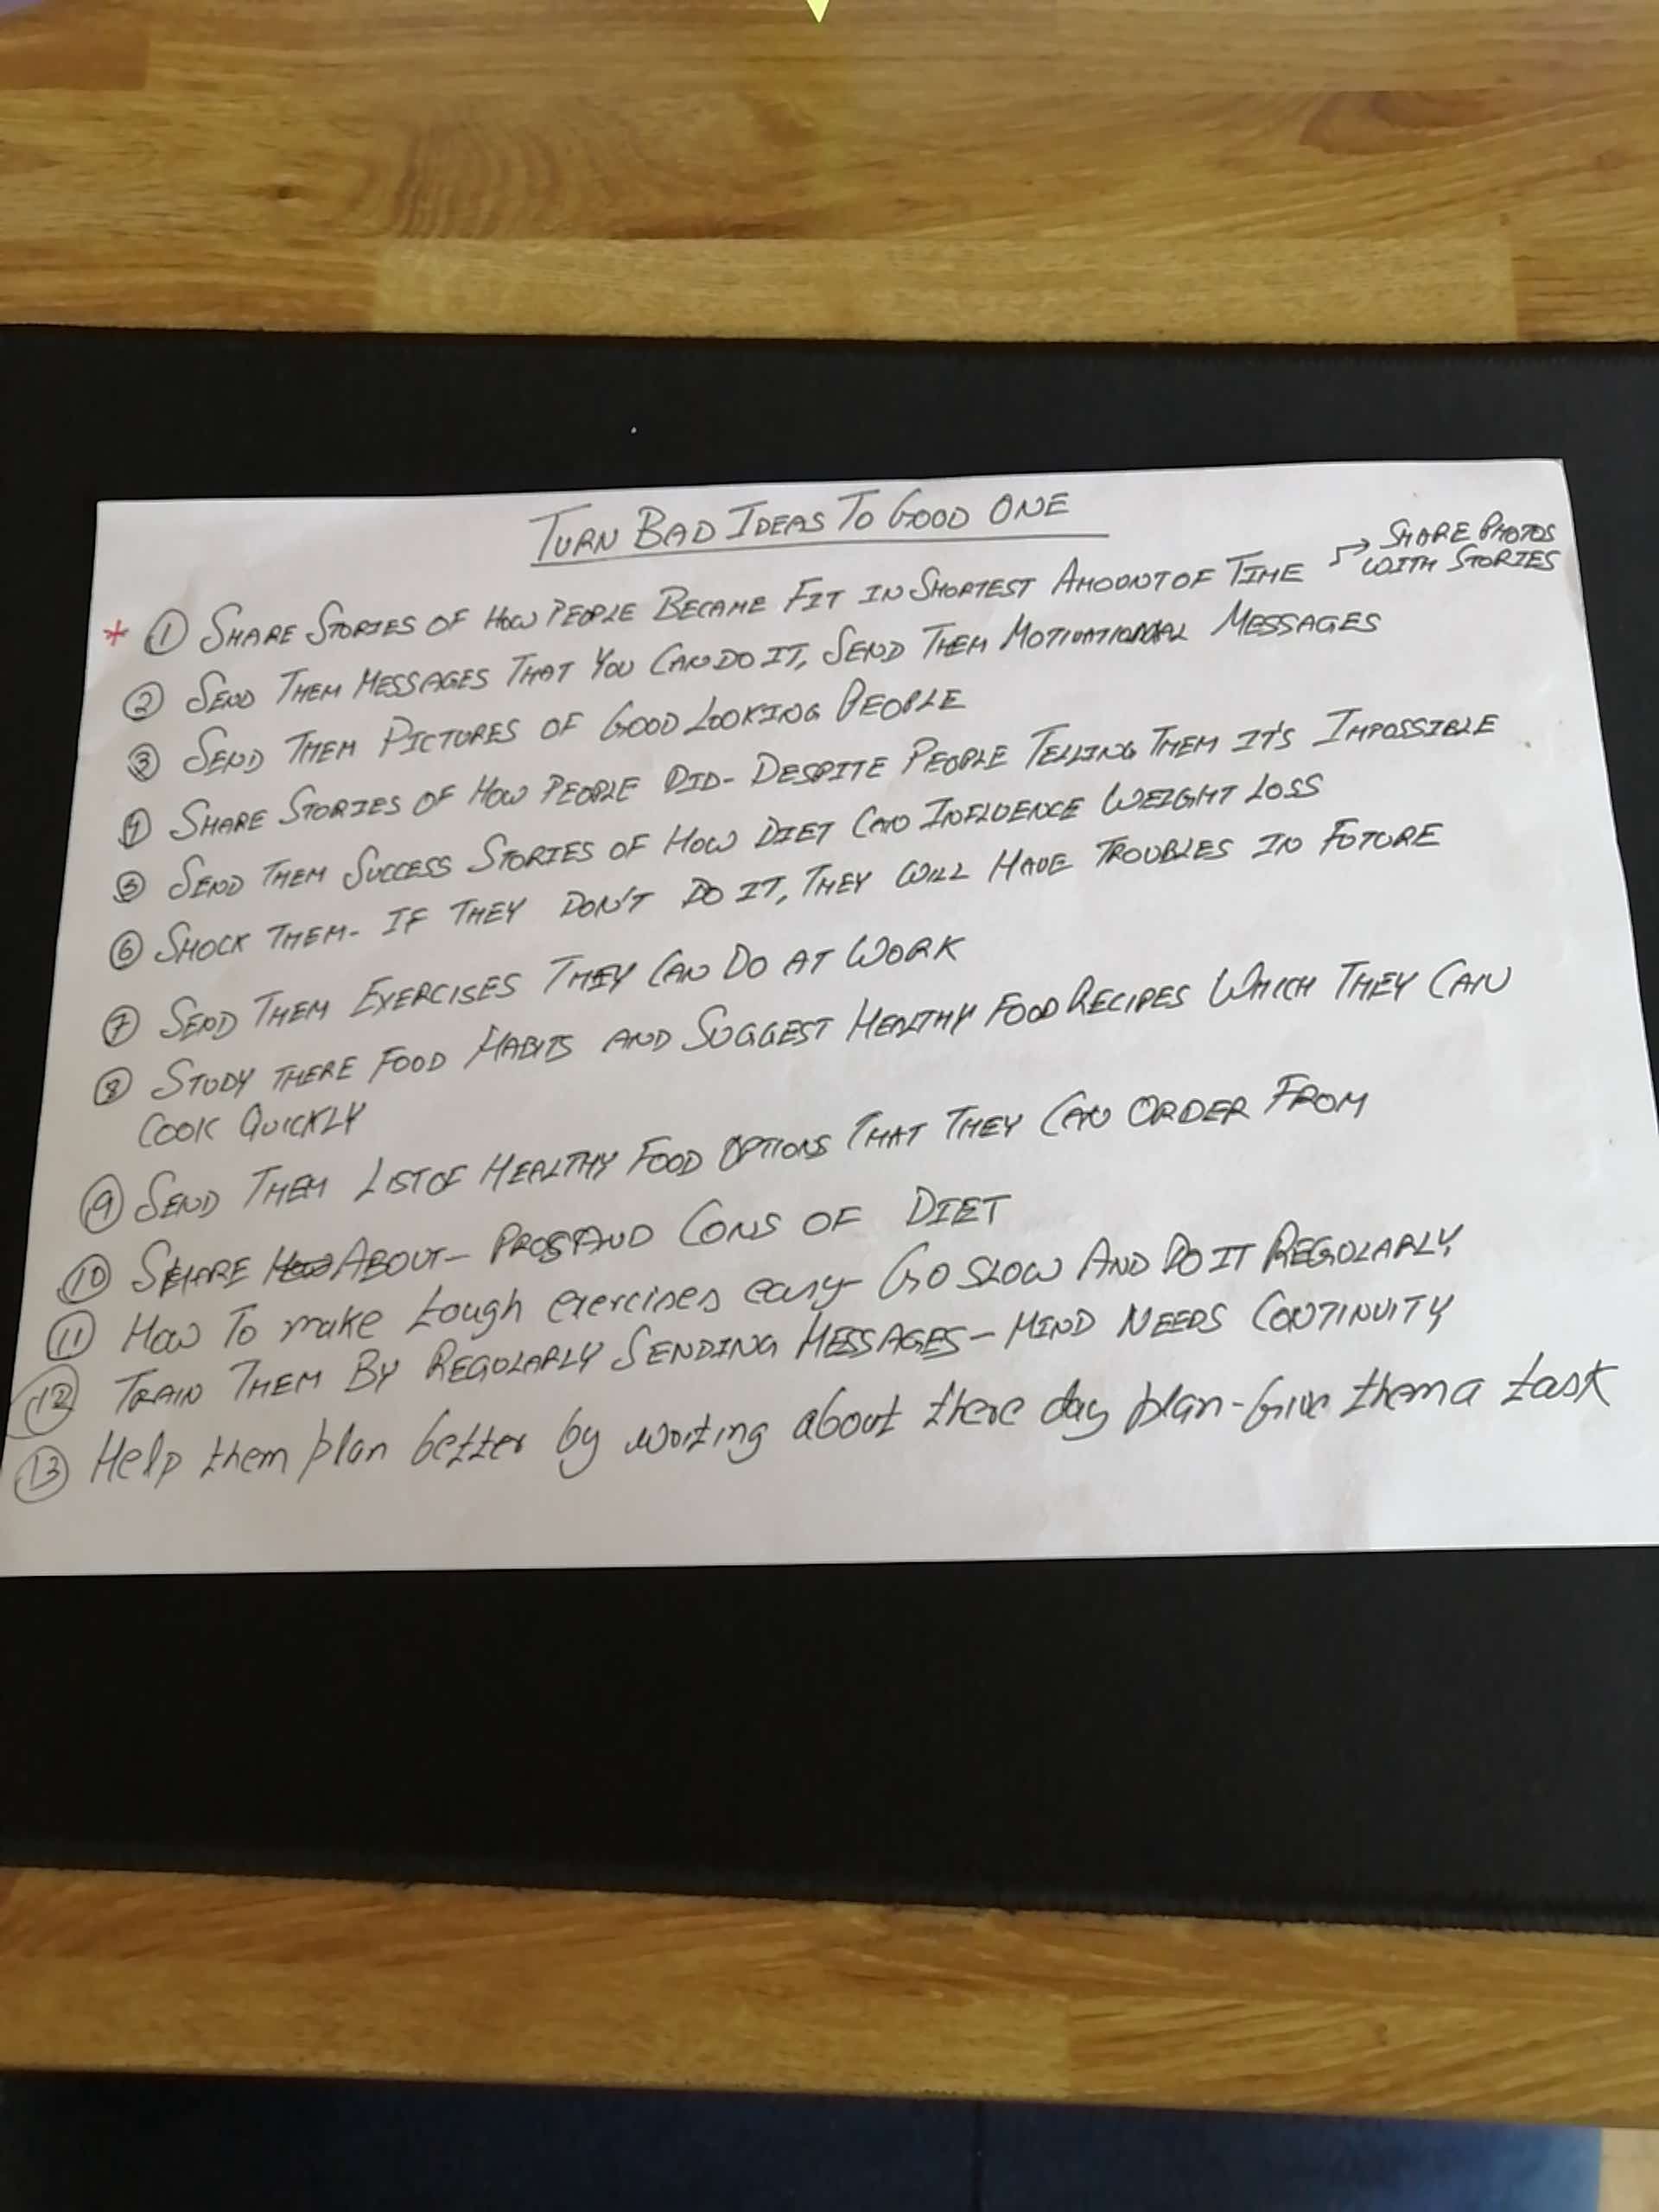 TURN BAD IDEAS TO GOOD ONE
* ① SHARE STORIES OF HOW PEOPLE BECAME FIT IN SHORTEST AMOUNT OF TIME → SHARE PHOTOS
WITH STORIES
② SEND THEM MESSAGES THAT YOU CAN DO IT, SEND THEM MOTIVATIONAL MESSAGES
③ SEND THEM PICTURES OF GOOD LOOKING PEOPLE
④ SHARE STORIES OF HOW PEOPLE DID- DESPITE PEOPLE TELLING THEM IT'S IMPOSSIBLE
⑤ SEND THEM SUCCESS STORIES OF HOW DIET CAN INFLUENCE WEIGHT LOSS
⑥ SHOCK THEM- IF THEY DON'T DO IT, THEY WILL HAVE TROUBLES IN FUTURE
⑦ SEND THEM EXERCISES THEY CAN DO AT WORK
⑧ STUDY THERE FOOD HABITS AND SUGGEST HEALTHY FOOD RECIPES WHICH THEY CAN
COOK QUICKLY
⑨ SEND THEM LIST OF HEALTHY FOOD OPTIONS THAT THEY CAN ORDER FROM
⑩ SHARE ABOUT- PROS AND CONS OF DIET
⑪ HOW TO make tough exercises easy- GO SLOW AND DO IT REGULARLY
⑫ TRAIN THEM BY REGULARLY SENDING MESSAGES- MIND NEEDS CONTINUITY
⑬ Help them plan better by writing about there day plan- Give them a task